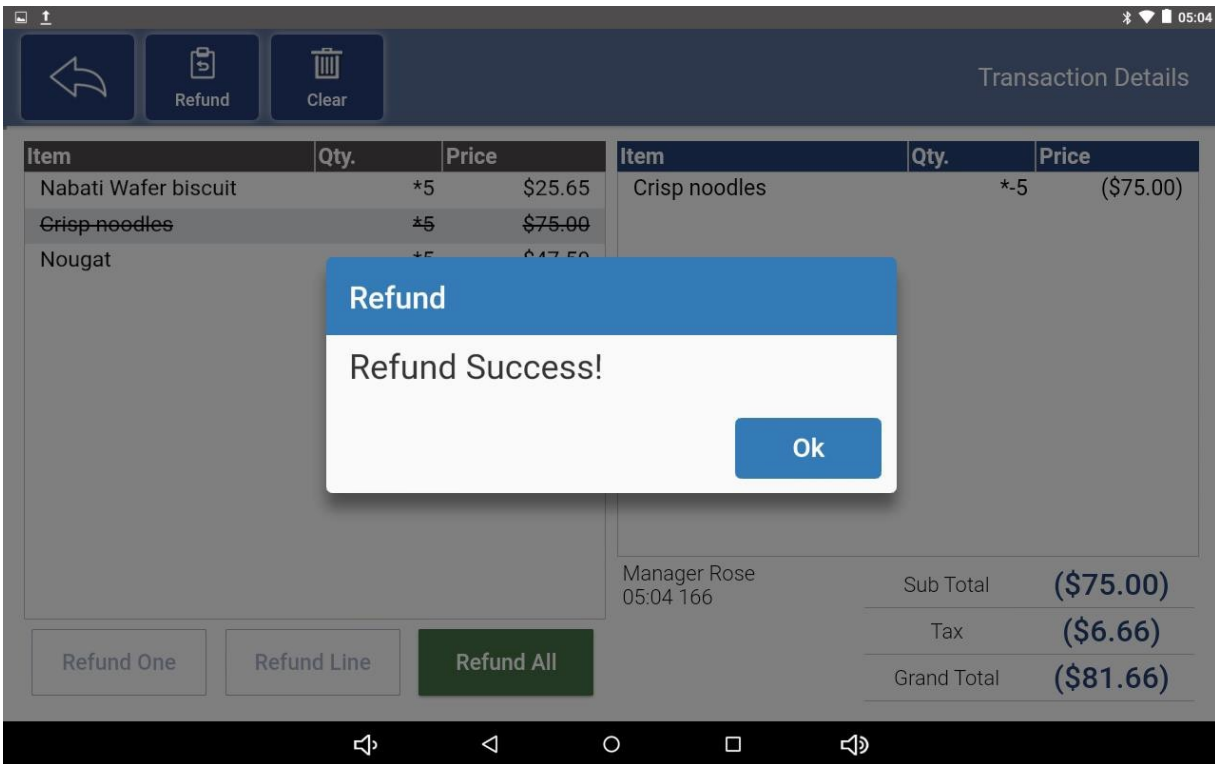 05:04
Refund
Clear
Transaction Details
Item Qty. Price
Nabati Wafer biscuit *5 $25.65
Crisp noodles *5 $75.00
Nougat
Item Qty. Price
Crisp noodles *-5 ($75.00)
Refund
Refund Success!
Ok
Manager Rose
05:04 166
Sub Total ($75.00)
Tax ($6.66)
Grand Total ($81.66)
Refund One
Refund Line
Refund All